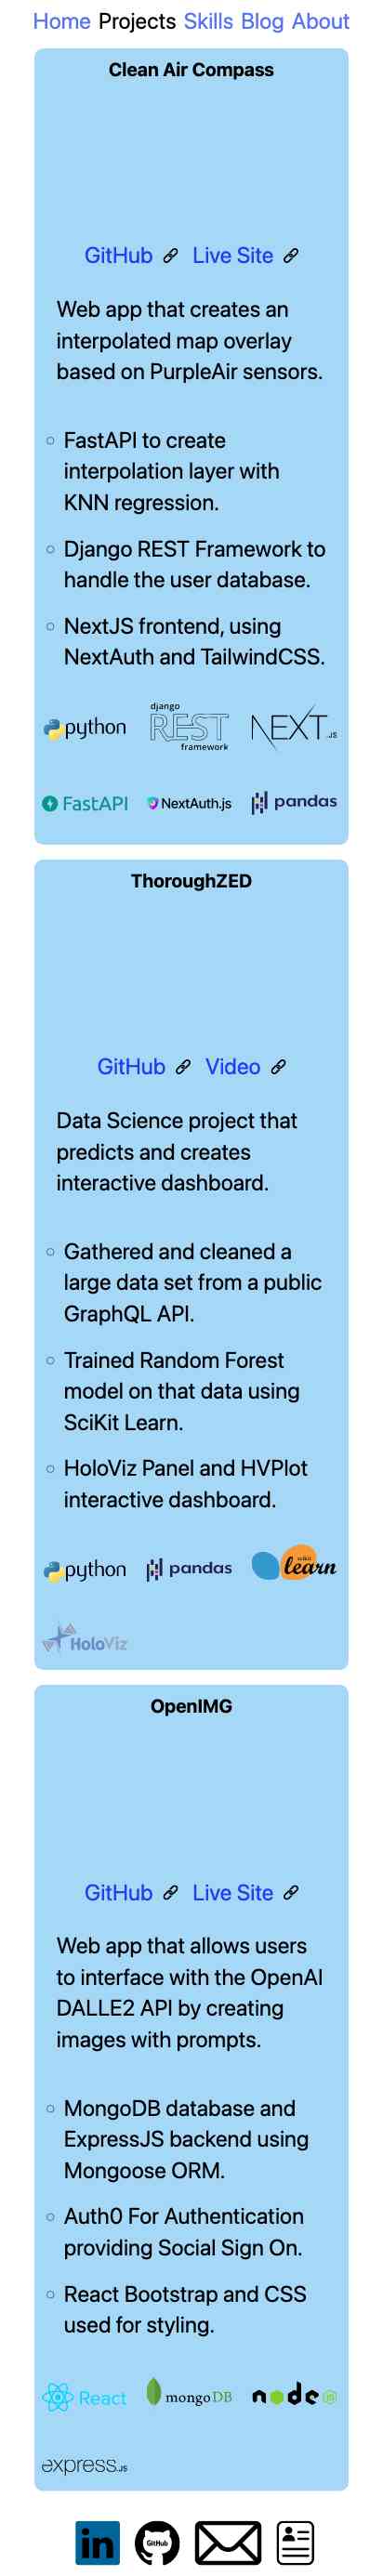 Home Projects Skills Blog About
Clean Air Compass
GitHub Live Site
Web app that creates an
interpolated map overlay
based on PurpleAir sensors.
FastAPI to create
interpolation layer with
KNN regression.
Django REST Framework to
handle the user database.
NextJS frontend, using
NextAuth and TailwindCSS.
python django REST framework NEXT.JS
FastAPI NextAuth.js pandas
ThoroughZED
GitHub Video
Data Science project that
predicts and creates
interactive dashboard.
Gathered and cleaned a
large data set from a public
GraphQL API.
Trained Random Forest
model on that data using
SciKit Learn.
HoloViz Panel and HVPlot
interactive dashboard.
python pandas scikit learn
HoloViz
OpenIMG
GitHub Live Site
Web app that allows users
to interface with the OpenAI
DALLE2 API by creating
images with prompts.
MongoDB database and
ExpressJS backend using
Mongoose ORM.
Auth0 For Authentication
providing Social Sign On.
React Bootstrap and CSS
used for styling.
React mongoDB node JS
express.JS
in GitHub